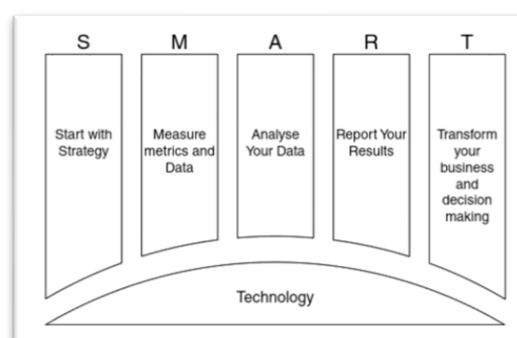 S M A R T
Start with
Strategy
Measure
metrics and
Data
Analyse
Your Data
Report Your
Results
Transform
your
business
and
decision
making
Technology